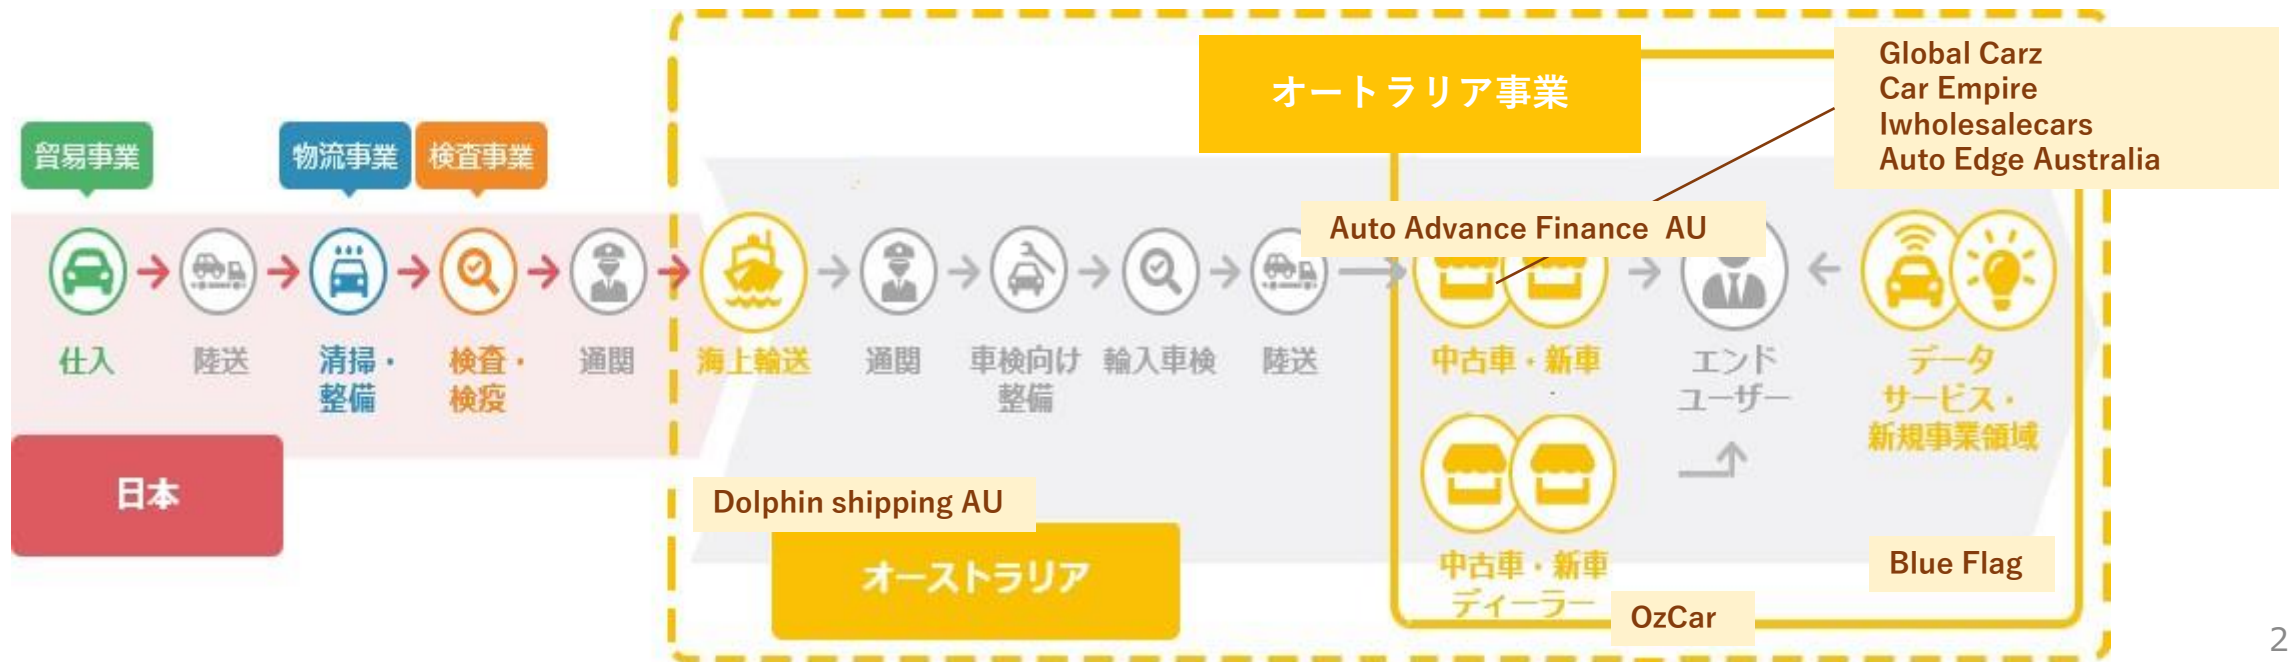 オートラリア事業
Global Carz
Car Empire
Iwholesalecars
Auto Edge Australia
貿易事業
物流事業
検査事業
Auto Advance Finance AU
仕入
陸送
清掃・
整備
検査・
検疫
通関
海上輸送
通関
車検向け
整備
輸入車検
陸送
中古車・新車
エンド
ユーザー
データ
サービス・
新規事業領域
日本
Dolphin shipping AU
オーストラリア
中古車・新車
ディーラー
Blue Flag
OzCar
2